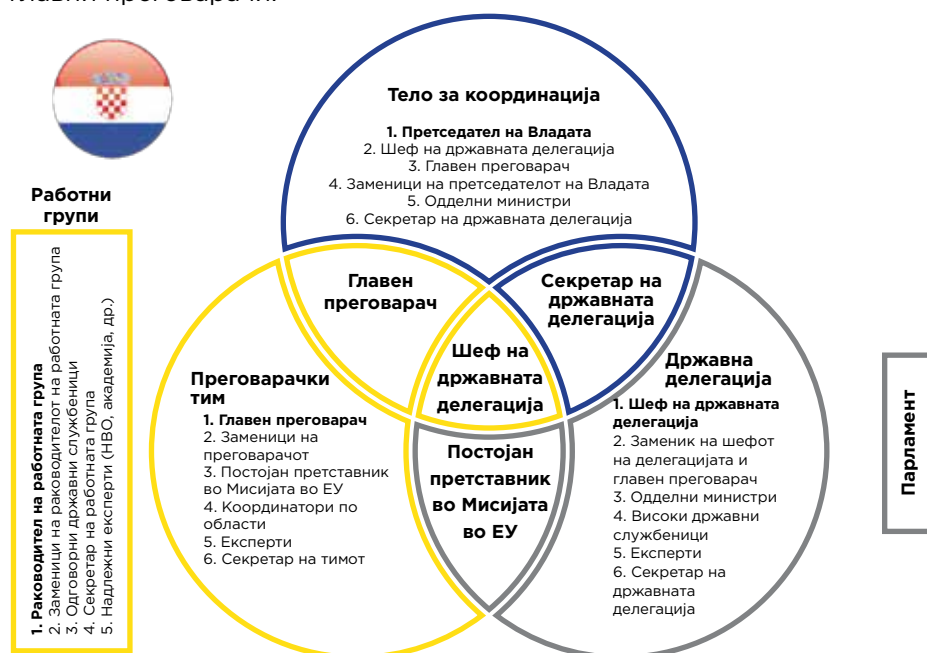 главни преговарачи.
Тело за координација
1. Претседател на Владата
2. Шеф на државната делегација
3. Главен преговарач
4. Заменици на претседателот на Владата
5. Одделни министри
6. Секретар на државната делегација
Работни
групи
1. Раководител на работната група
2. Заменици на раководителот на работната група
3. Одговорни државни службеници
4. Секретар на работната група
5. Надлежни експерти (НВО, академија, др.)
Главен
преговарач
Секретар на
државната
делегација
Шеф на
државната
делегација
Преговарачки
тим
1. Главен преговарач
2. Заменици на
преговарачот
3. Постојан претставник
во Мисијата во ЕУ
4. Координатори по
области
5. Експерти
6. Секретар на тимот
Постојан
претставник
во Мисијата
во ЕУ
Државна
делегација
1. Шеф на државната
делегација
2. Заменик на шефот
на делегацијата и
главен преговарач
3. Одделни министри
4. Високи државни
службеници
5. Експерти
6. Секретар на
државната
делегација
Парламент